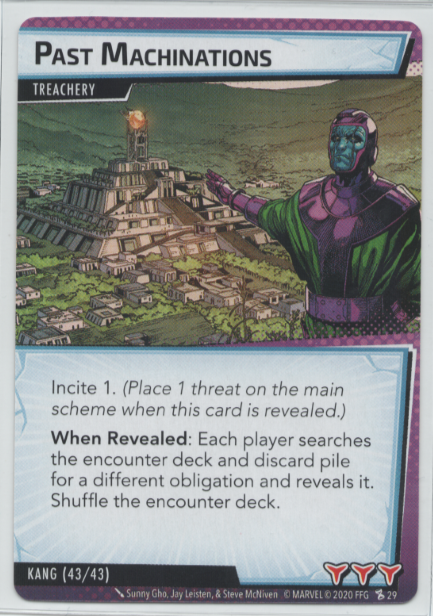 PAST MACHINATIONS
TREACHERY
Incite 1. (Place 1 threat on the main
scheme when this card is revealed.)
When Revealed: Each player searches
the encounter deck and discard pile
for a different obligation and reveals it.
Shuffle the encounter deck.
KANG (43/43)
Sunny Gho, Jay Leisten, & Steve McNiven © MARVEL © 2020 FFG 29